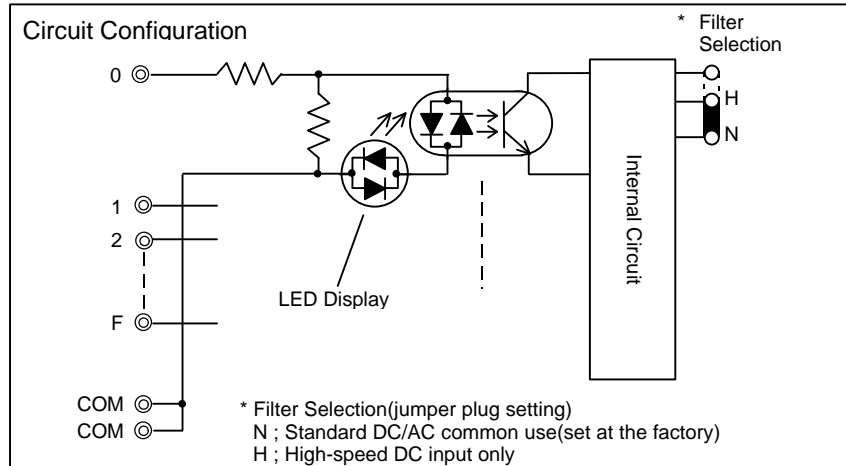 Circuit Configuration
* Filter
Selection
0
H
N
Internal Circuit
1
2
LED Display
F
COM
COM
* Filter Selection(jumper plug setting)
N ; Standard DC/AC common use(set at the factory)
H ; High-speed DC input only